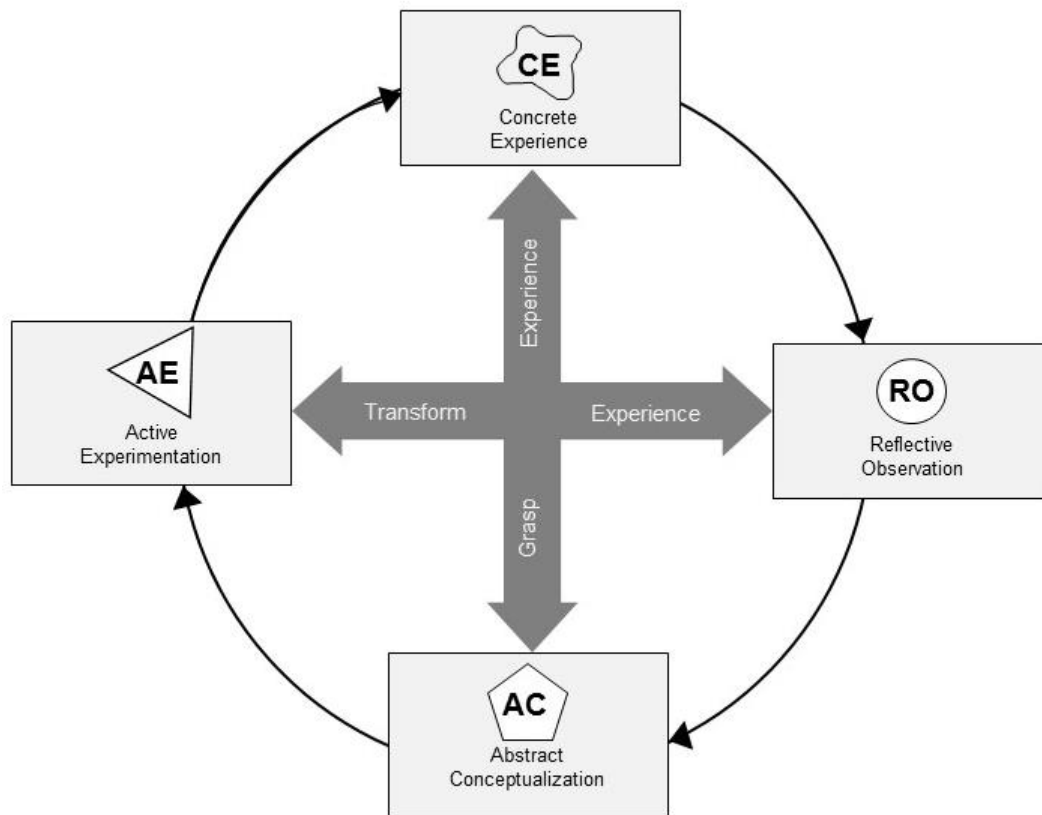 CE
Concrete
Experience
Experience
AE
Active
Experimentation
Transform
Experience
RO
Reflective
Observation
Grasp
AC
Abstract
Conceptualization